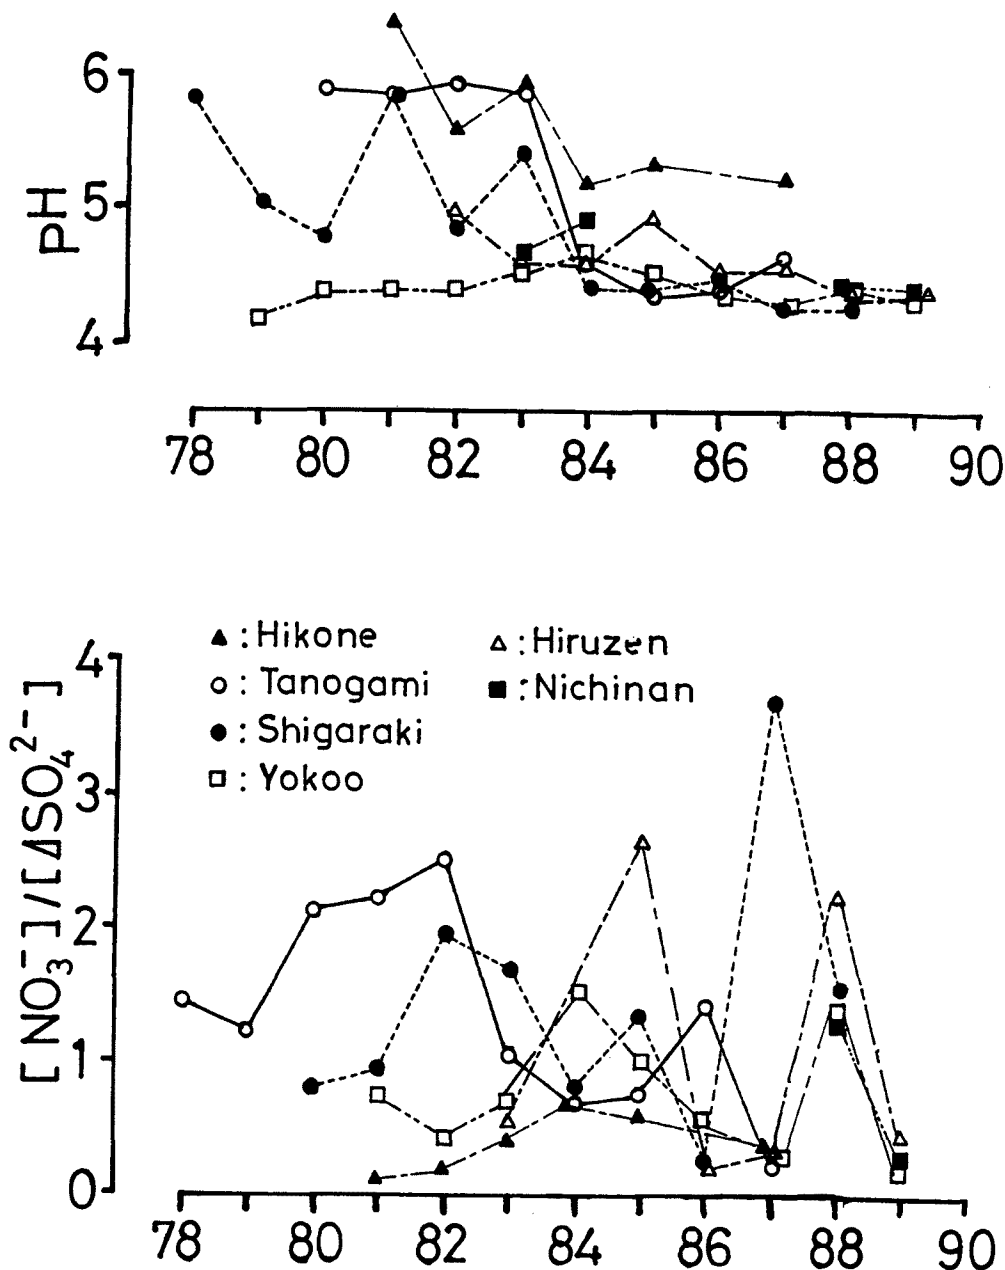 6
5
4
pH
78 80 82 84 86 88 90
▲ : Hikone △ : Hiruzen
○ : Tanogami ■ : Nichinan
● : Shigaraki
□ : Yokoo
4
3
2
1
0
[NO₃⁻]/[ΔSO₄²⁻]
78 80 82 84 86 88 90